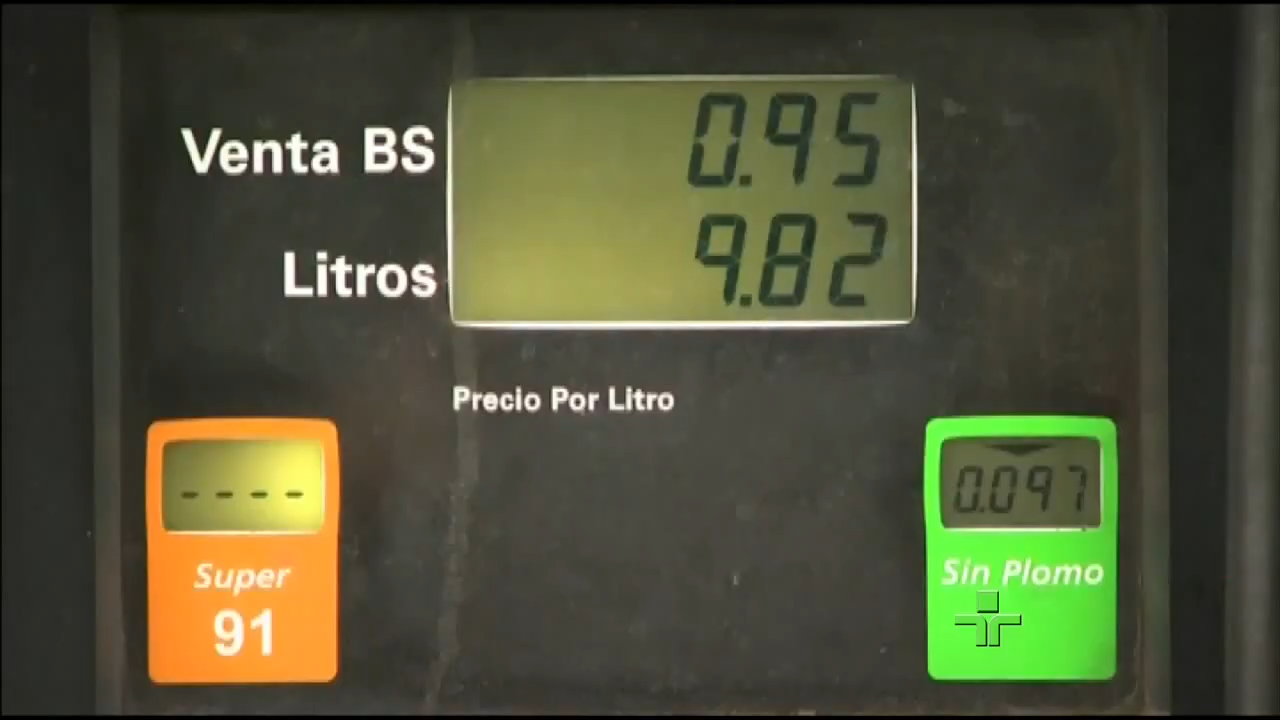 Venta BS 0.95
Litros 9.82
Precio Por Litro
- - - -
0.097
Super
91
Sin Plomo